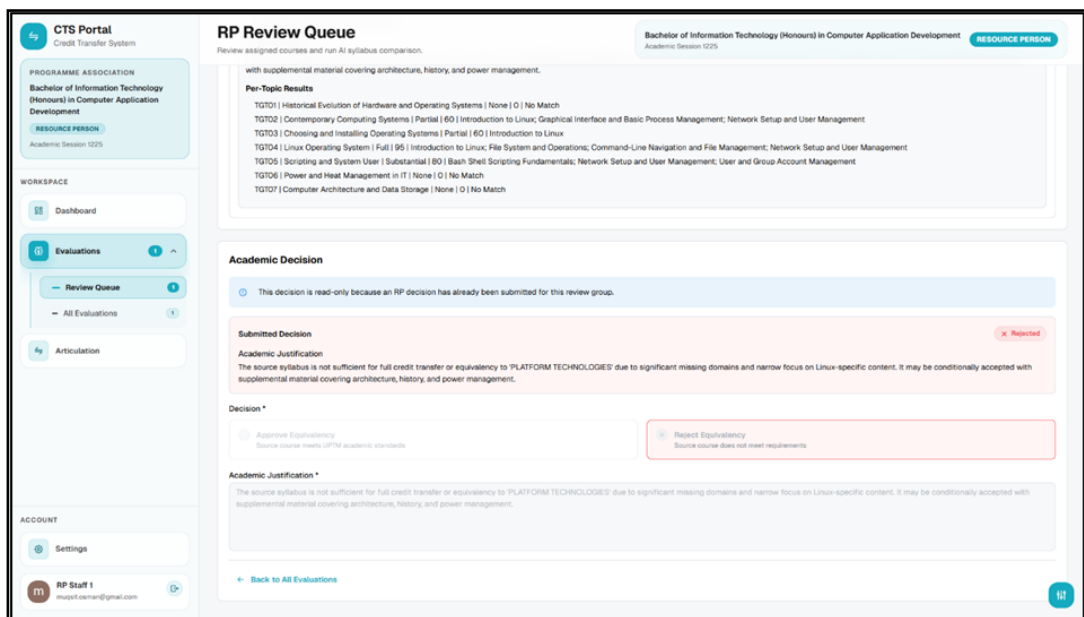 CTS Portal
Credit Transfer System
PROGRAMME ASSOCIATION
Bachelor of Information Technology
(Honours) in Computer Application
Development
RESOURCE PERSON
Academic Session 1225
WORKSPACE
Dashboard
Evaluations 1
Review Queue 1
All Evaluations 1
Articulation
ACCOUNT
Settings
m
RP Staff 1
muqsit.osman@gmail.com
RP Review Queue
Review assigned courses and run AI syllabus comparison.
Bachelor of Information Technology (Honours) in Computer Application Development
Academic Session 1225
RESOURCE PERSON
with supplemental material covering architecture, history, and power management.
Per-Topic Results
TGT01 | Historical Evolution of Hardware and Operating Systems | None | 0 | No Match
TGT02 | Contemporary Computing Systems | Partial | 60 | Introduction to Linux; Graphical Interface and Basic Process Management; Network Setup and User Management
TGT03 | Choosing and Installing Operating Systems | Partial | 60 | Introduction to Linux
TGT04 | Linux Operating System | Full | 95 | Introduction to Linux; File System and Operations; Command-Line Navigation and File Management; Network Setup and User Management
TGT05 | Scripting and System User | Substantial | 80 | Bash Shell Scripting Fundamentals; Network Setup and User Management; User and Group Account Management
TGT06 | Power and Heat Management in IT | None | 0 | No Match
TGT07 | Computer Architecture and Data Storage | None | 0 | No Match
Academic Decision
This decision is read-only because an RP decision has already been submitted for this review group.
Submitted Decision
× Rejected
Academic Justification
The source syllabus is not sufficient for full credit transfer or equivalency to 'PLATFORM TECHNOLOGIES' due to significant missing domains and narrow focus on Linux-specific content. It may be conditionally accepted with
supplemental material covering architecture, history, and power management.
Decision *
Approve Equivalency
Source course meets UPTM academic standards
Reject Equivalency
Source course does not meet requirements
Academic Justification *
The source syllabus is not sufficient for full credit transfer or equivalency to 'PLATFORM TECHNOLOGIES' due to significant missing domains and narrow focus on Linux-specific content. It may be conditionally accepted with
supplemental material covering architecture, history, and power management.
← Back to All Evaluations